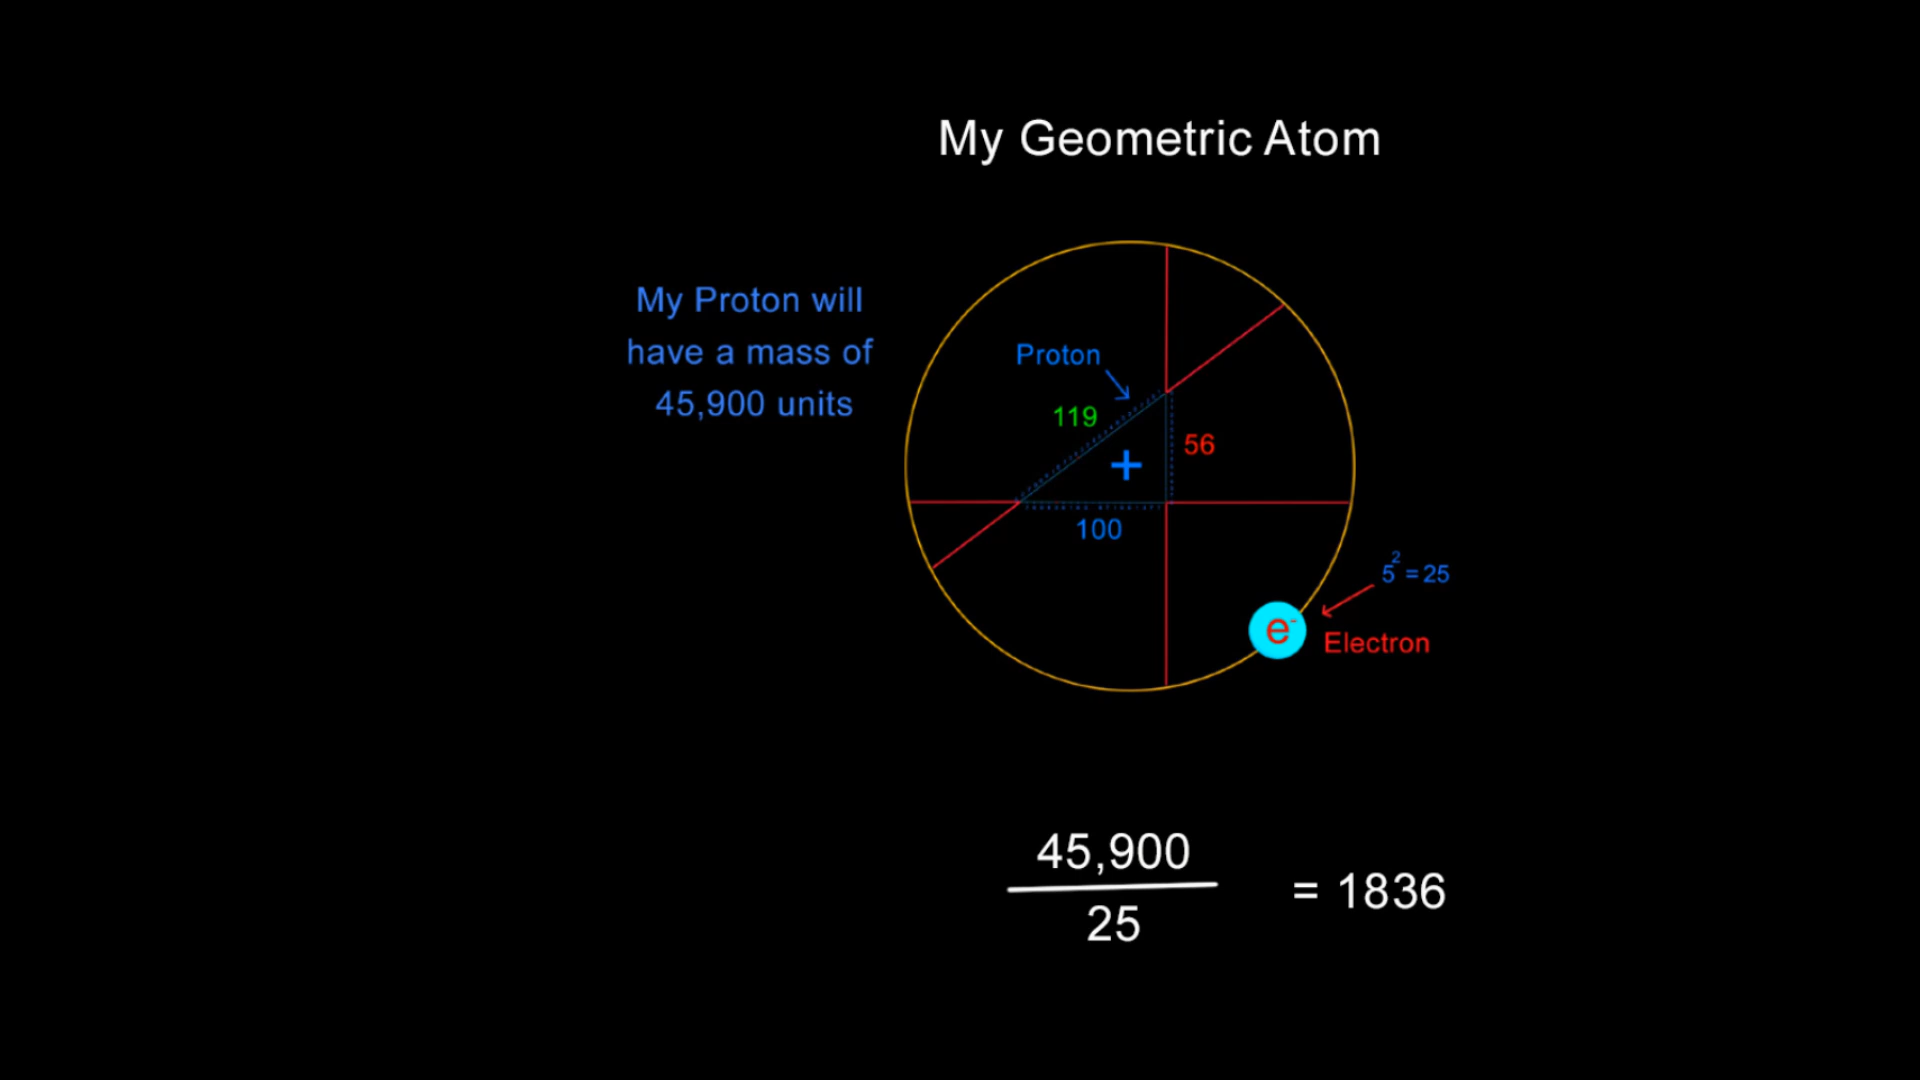 My Geometric Atom
My Proton will
have a mass of
45,900 units
Proton
119
+
56
100
5² = 25
e⁻
Electron
45,900
25
= 1836